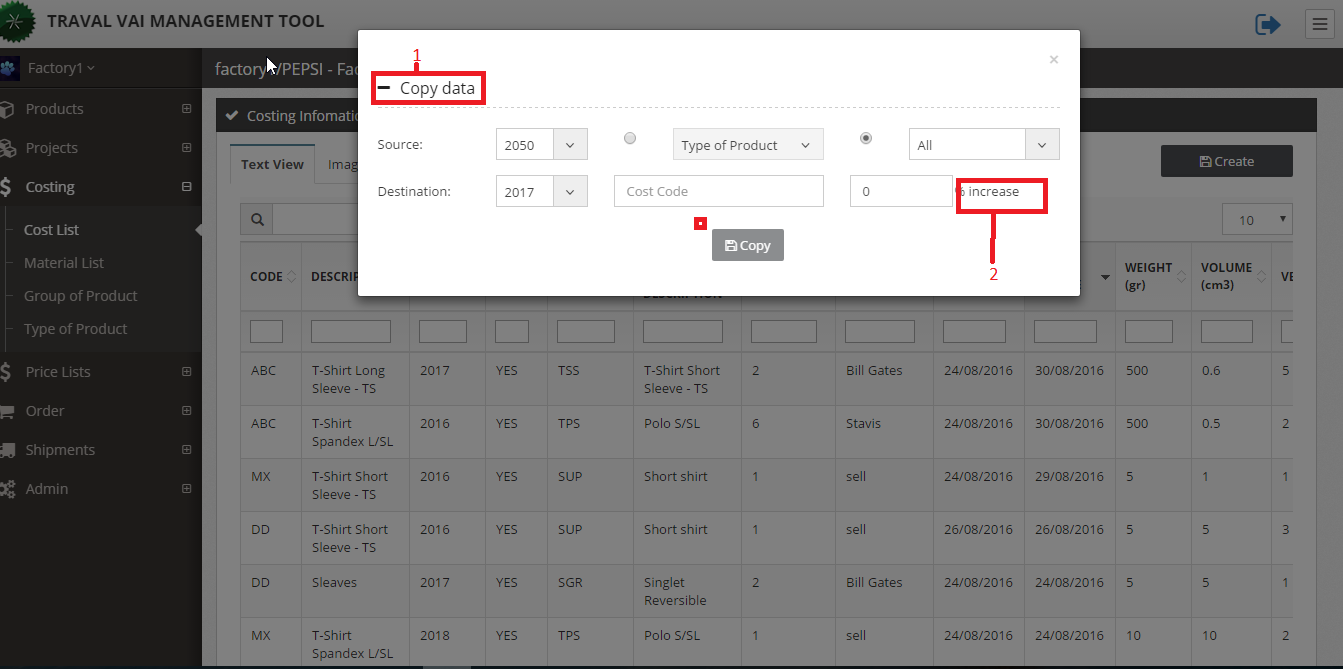 TRAVAL VAI MANAGEMENT TOOL
Factory1
factory1/PEPSI - Fac
Products
Projects
Costing
Cost List
Material List
Group of Product
Type of Product
Price Lists
Order
Shipments
Admin
Costing Infomatio
Text View
Imag
Create
10
1
×
Copy data
Source:
2050
Type of Product
All
Destination:
2017
Cost Code
0
% increase
Copy
2
CODE
DESCRIP
DESCRIPTION
WEIGHT (gr)
VOLUME (cm3)
VE
ABC T-Shirt Long Sleeve - TS 2017 YES TSS T-Shirt Short Sleeve - TS 2 Bill Gates 24/08/2016 30/08/2016 500 0.6 5
ABC T-Shirt Spandex L/SL 2016 YES TPS Polo S/SL 6 Stavis 24/08/2016 30/08/2016 500 0.5 2
MX T-Shirt Short Sleeve - TS 2016 YES SUP Short shirt 1 sell 24/08/2016 29/08/2016 5 1 1
DD T-Shirt Short Sleeve - TS 2016 YES SUP Short shirt 1 sell 26/08/2016 26/08/2016 5 5 3
DD Sleaves 2017 YES SGR Singlet Reversible 2 Bill Gates 24/08/2016 24/08/2016 5 5 1
MX T-Shirt Spandex L/SL 2018 YES TPS Polo S/SL 1 sell 24/08/2016 24/08/2016 10 10 2